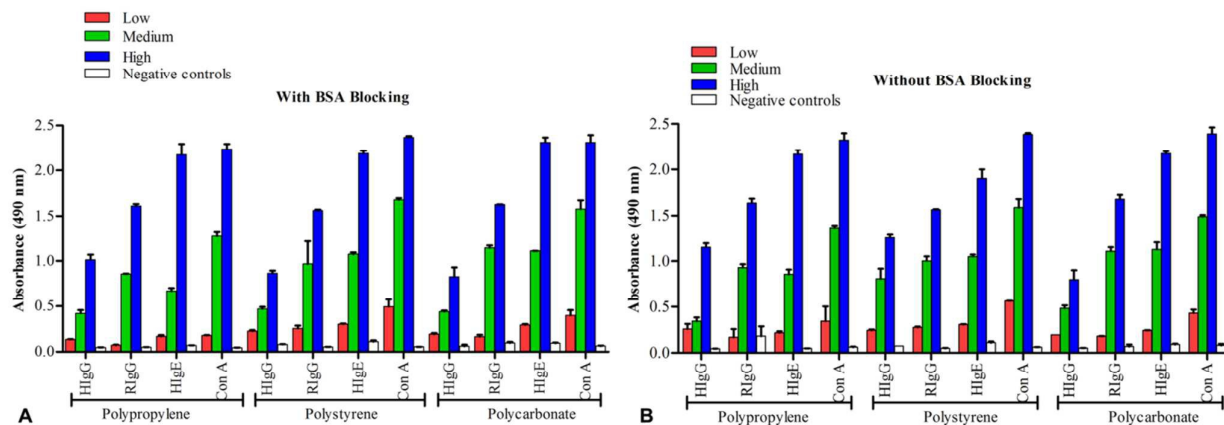 Low
Medium
High
Negative controls
With BSA Blocking
Absorbance (490 nm)
2.5
2.0
1.5
1.0
0.5
0.0
HIgG
RIgG
HIgE
Con A
HIgG
RIgG
HIgE
Con A
HIgG
RIgG
HIgE
Con A
Polypropylene
Polystyrene
Polycarbonate
A
Low
Medium
High
Negative controls
Without BSA Blocking
Absorbance (490 nm)
2.5
2.0
1.5
1.0
0.5
0.0
HIgG
RIgG
HIgE
Con A
HIgG
RIgG
HIgE
Con A
HIgG
RIgG
HIgE
Con A
Polypropylene
Polystyrene
Polycarbonate
B